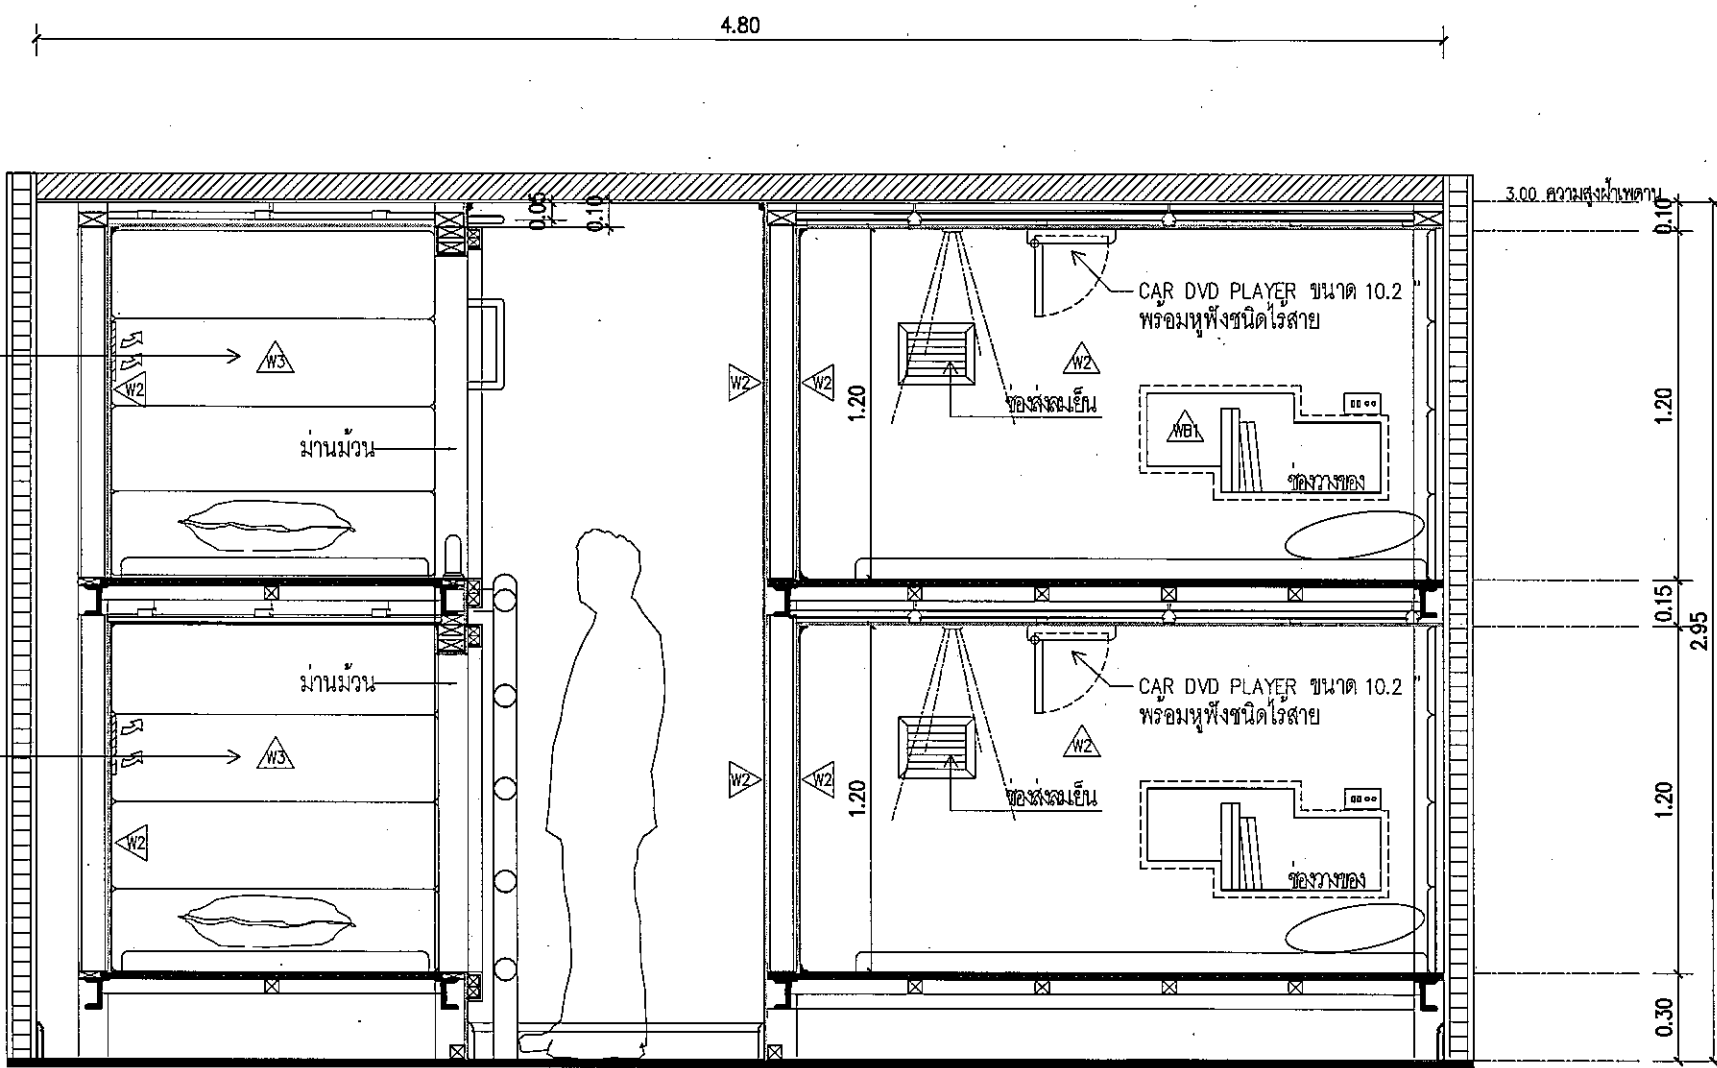 4.80
3.00 ความสูงฝ้าเพดาน
0.05
0.10
0.10
CAR DVD PLAYER ขนาด 10.2 "
พร้อมหูฟังชนิดไร้สาย
W3
W2
W2
W2
W2
1.20
1.20
ช่องส่งลมเย็น
WB1
ม่านม้วน
ช่องวางของ
0.15
2.95
ม่านม้วน
CAR DVD PLAYER ขนาด 10.2 "
พร้อมหูฟังชนิดไร้สาย
W3
W2
W2
W2
1.20
1.20
ช่องส่งลมเย็น
W2
ช่องวางของ
0.30